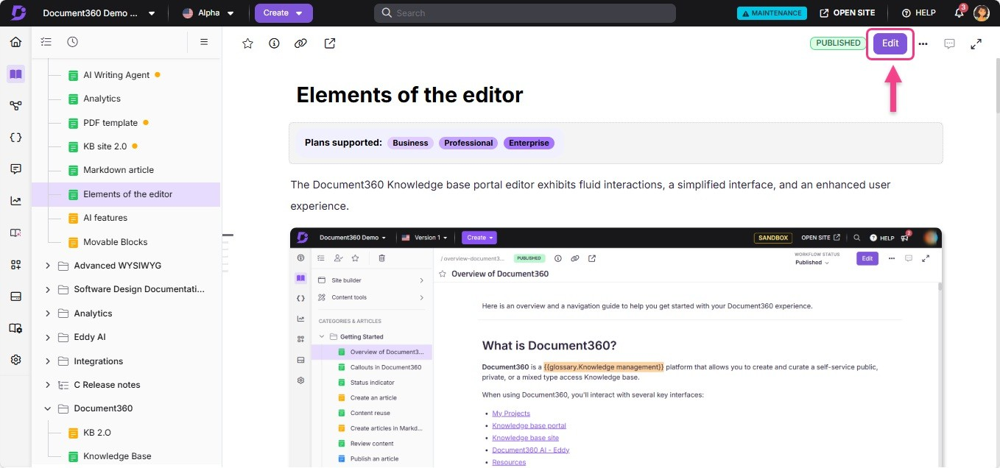 Document360 Demo ...
Alpha
Create
Search
MAINTENANCE
OPEN SITE
HELP
3
PUBLISHED
Edit
AI Writing Agent
Analytics
PDF template
KB site 2.0
Markdown article
Elements of the editor
AI features
Movable Blocks
Advanced WYSIWYG
Software Design Documentati...
Analytics
Eddy AI
Integrations
C Release notes
Document360
KB 2.O
Knowledge Base
Elements of the editor
Plans supported: Business Professional Enterprise
The Document360 Knowledge base portal editor exhibits fluid interactions, a simplified interface, and an enhanced user
experience.
Document360 Demo
Version 1
Create
SANDBOX
OPEN SITE
HELP
2
/overview-document3...
PUBLISHED
WORKFLOW STATUS
Published
Edit
Overview of Document360
Site builder
Content tools
CATEGORIES & ARTICLES
Getting Started
Overview of Document3...
Callouts in Document360
Status indicator
Create an article
Content reuse
Create articles in Markd...
Review content
Publish an article
Here is an overview and a navigation guide to help you get started with your Document360 experience.
What is Document360?
Document360 is a {{glossary.Knowledge management}} platform that allows you to create and curate a self-service public,
private, or a mixed type access Knowledge base.
When using Document360, you'll interact with several key interfaces:
• My Projects
• Knowledge base portal
• Knowledge base site
• Document360 AI - Eddy
• Resources